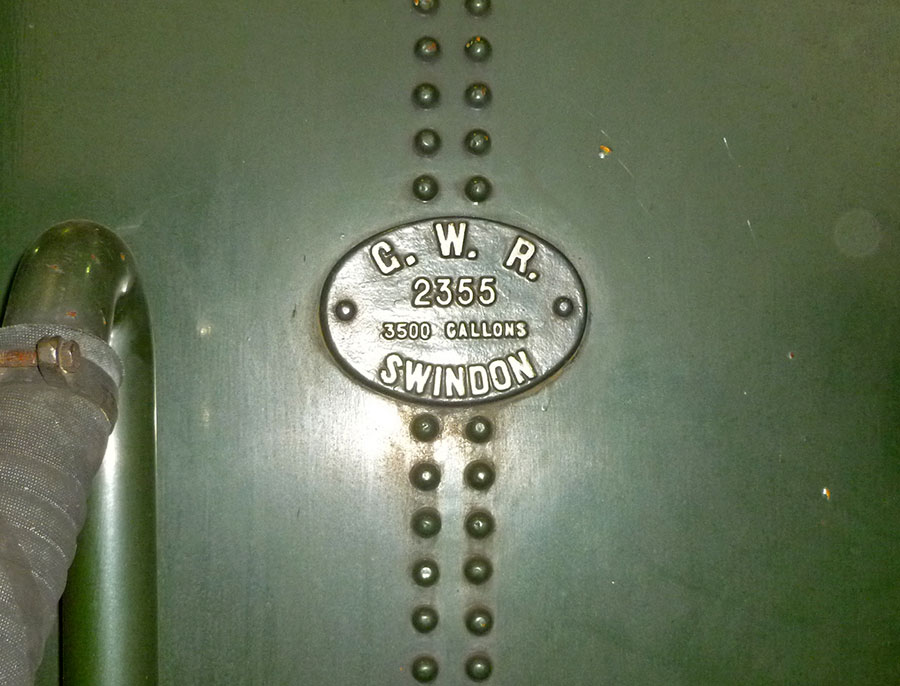 G. W. R.
2355
3500 GALLONS
SWINDON